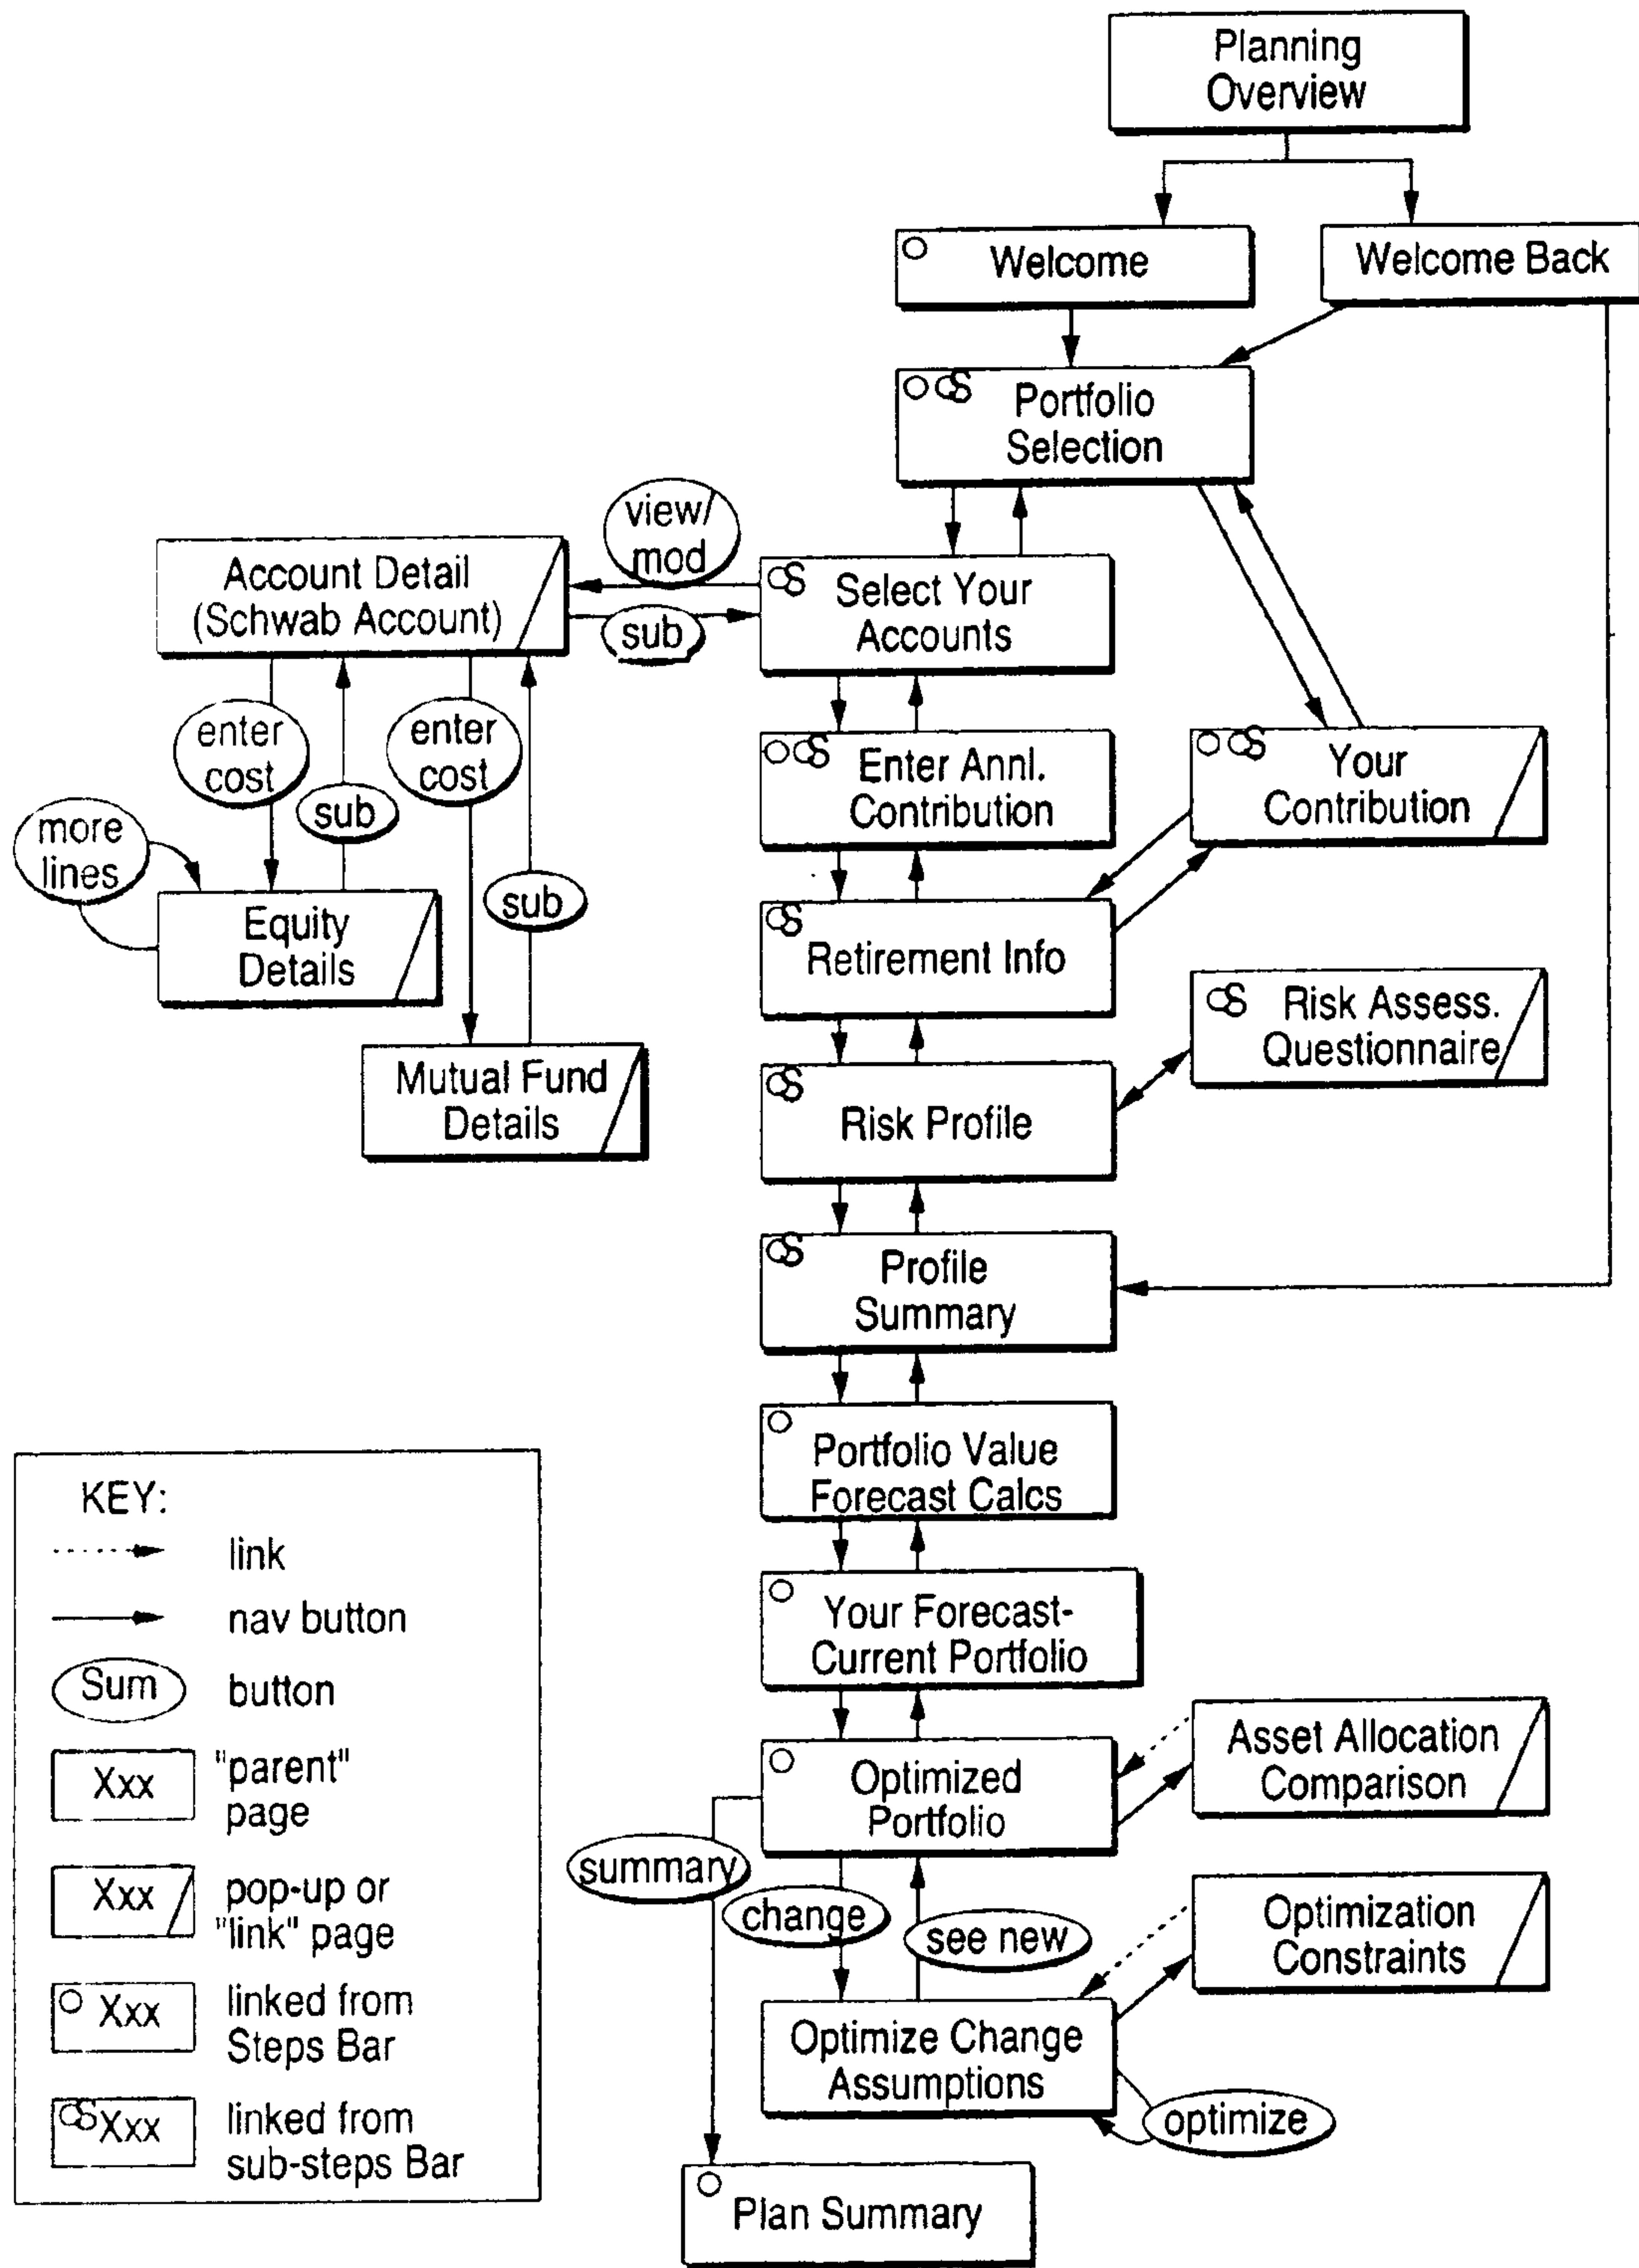 Planning
Overview
Welcome
Welcome Back
S Portfolio
Selection
view/
mod
Account Detail
(Schwab Account)
S Select Your
Accounts
sub
enter
cost
enter
cost
sub
S Enter Annl.
Contribution
S Your
Contribution
more
lines
sub
Equity
Details
S
Retirement Info
S Risk Assess.
Questionnaire
Mutual Fund
Details
S
Risk Profile
S Profile
Summary
Portfolio Value
Forecast Calcs
Your Forecast-
Current Portfolio
Optimized
Portfolio
Asset Allocation
Comparison
summary
change
see new
Optimization
Constraints
Optimize Change
Assumptions
optimize
Plan Summary
KEY:
link
nav button
Sum button
Xxx "parent"
page
Xxx pop-up or
"link" page
Xxx linked from
Steps Bar
S Xxx linked from
sub-steps Bar